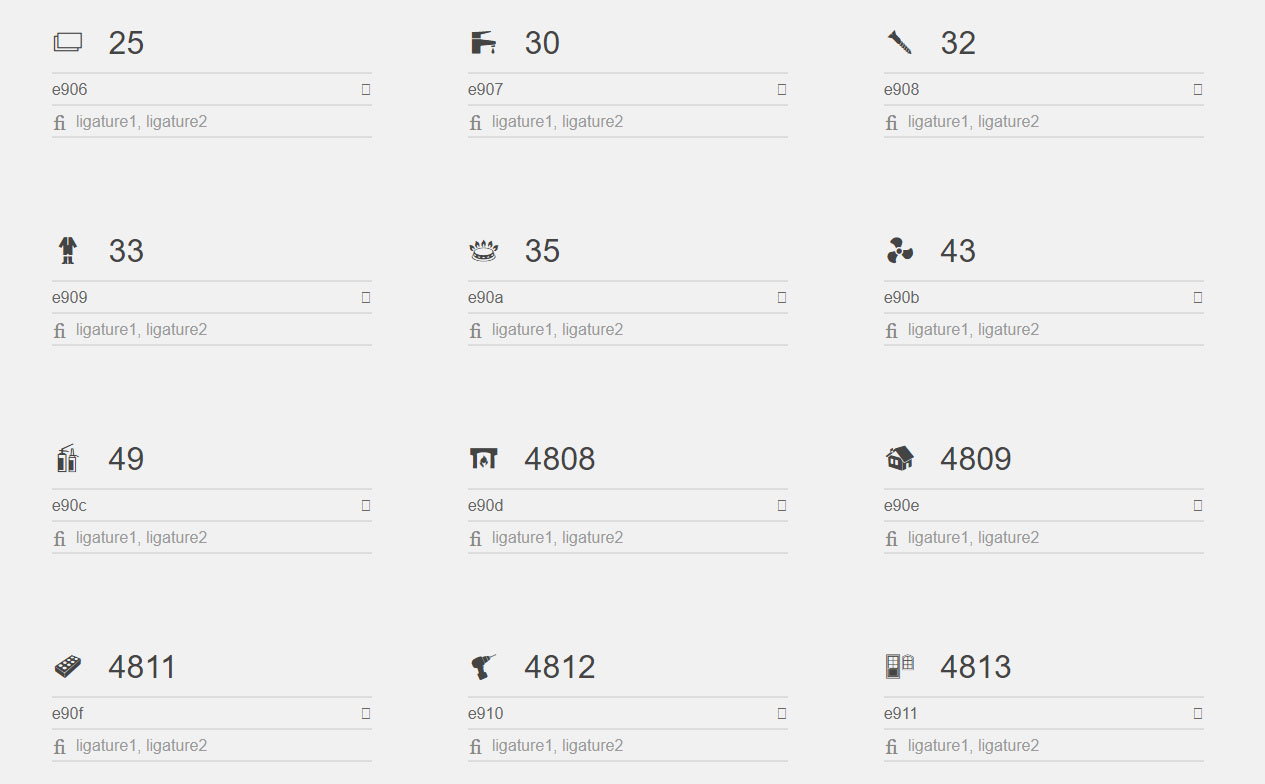 25
30
32
e906
e907
e908
fi ligature1, ligature2
fi ligature1, ligature2
fi ligature1, ligature2
33
35
43
e909
e90a
e90b
fi ligature1, ligature2
fi ligature1, ligature2
fi ligature1, ligature2
49
4808
4809
e90c
e90d
e90e
fi ligature1, ligature2
fi ligature1, ligature2
fi ligature1, ligature2
4811
4812
4813
e90f
e910
e911
fi ligature1, ligature2
fi ligature1, ligature2
fi ligature1, ligature2